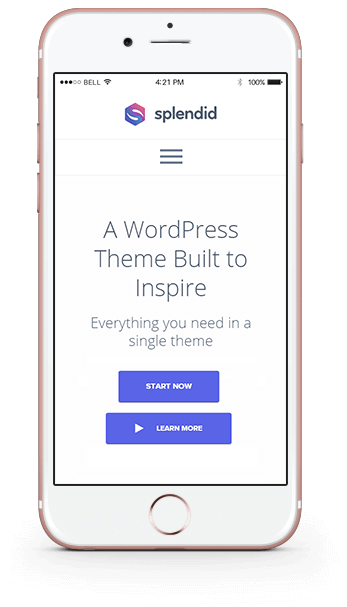 BELL 4:21 PM 100%
splendid
A WordPress
Theme Built to
Inspire
Everything you need in a
single theme
START NOW
LEARN MORE